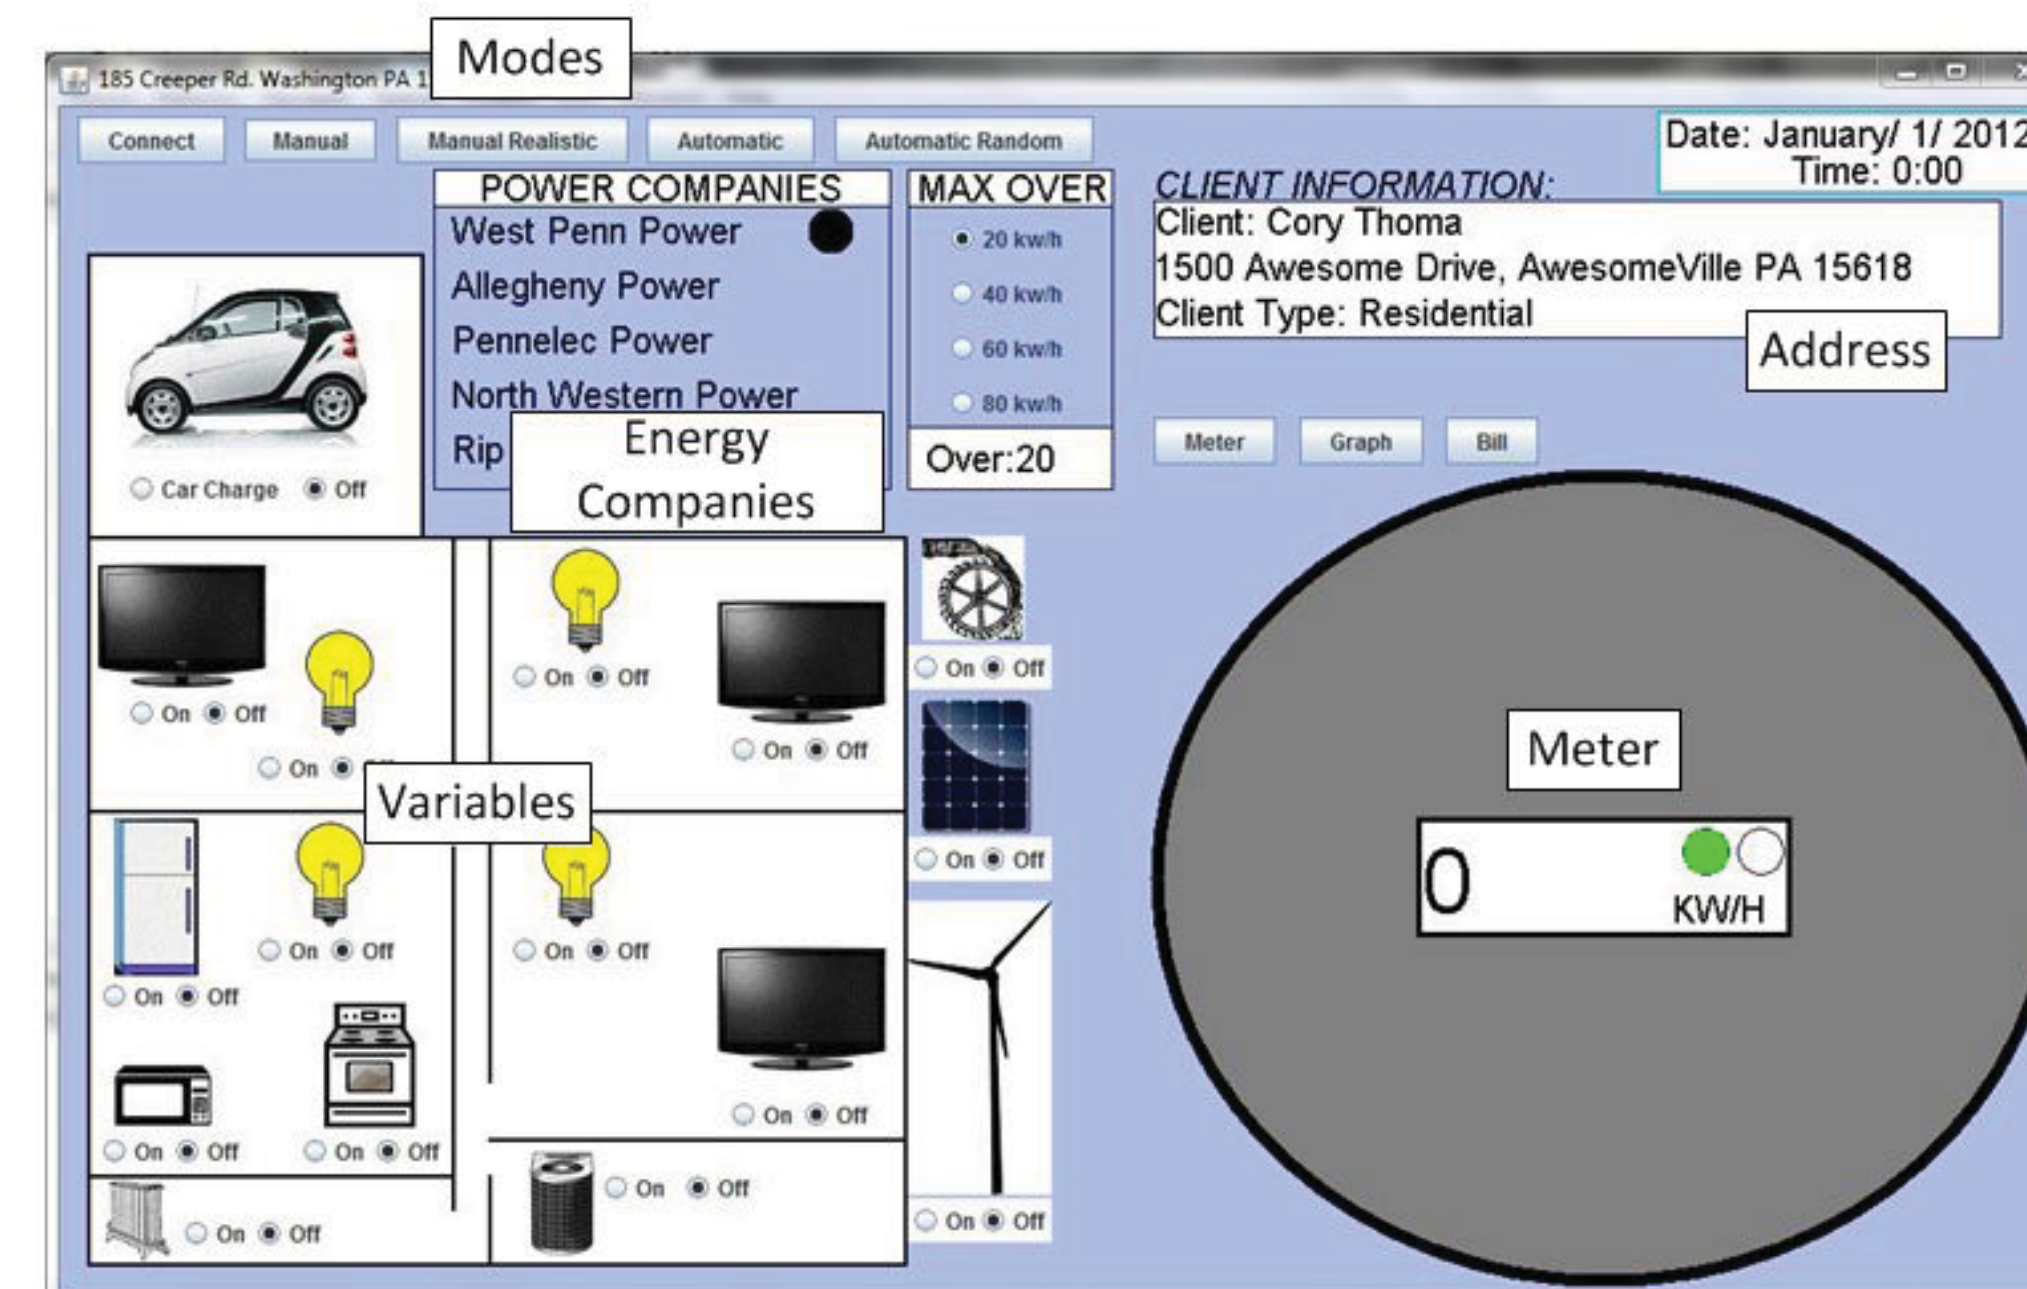 Modes
185 Creeper Rd. Washington PA 1
Connect Manual Manual Realistic Automatic Automatic Random
Date: January/ 1/ 2012
Time: 0:00
POWER COMPANIES
West Penn Power
Allegheny Power
Pennelec Power
North Western Power
Rip
Energy
Companies
MAX OVER
20 kw/h
40 kw/h
60 kw/h
80 kw/h
Over:20
CLIENT INFORMATION:
Client: Cory Thoma
1500 Awesome Drive, AwesomeVille PA 15618
Client Type: Residential
Address
Meter Graph Bill
Car Charge Off
On Off
On
On Off
On Off
Variables
On Off
On Off
On Off
On Off
On Off
On Off
On Off
On Off
On Off
On Off
On Off
On Off
Meter
0
KW/H